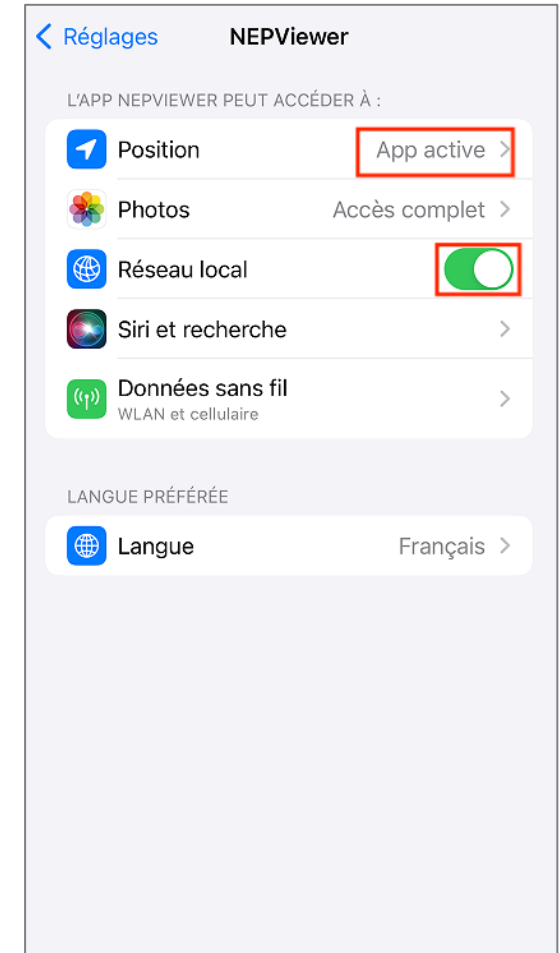 Réglages NEPViewer
L'APP NEPVIEWER PEUT ACCÉDER À :
Position App active
Photos Accès complet
Réseau local
Siri et recherche
Données sans fil
WLAN et cellulaire
LANGUE PRÉFÉRÉE
Langue Français